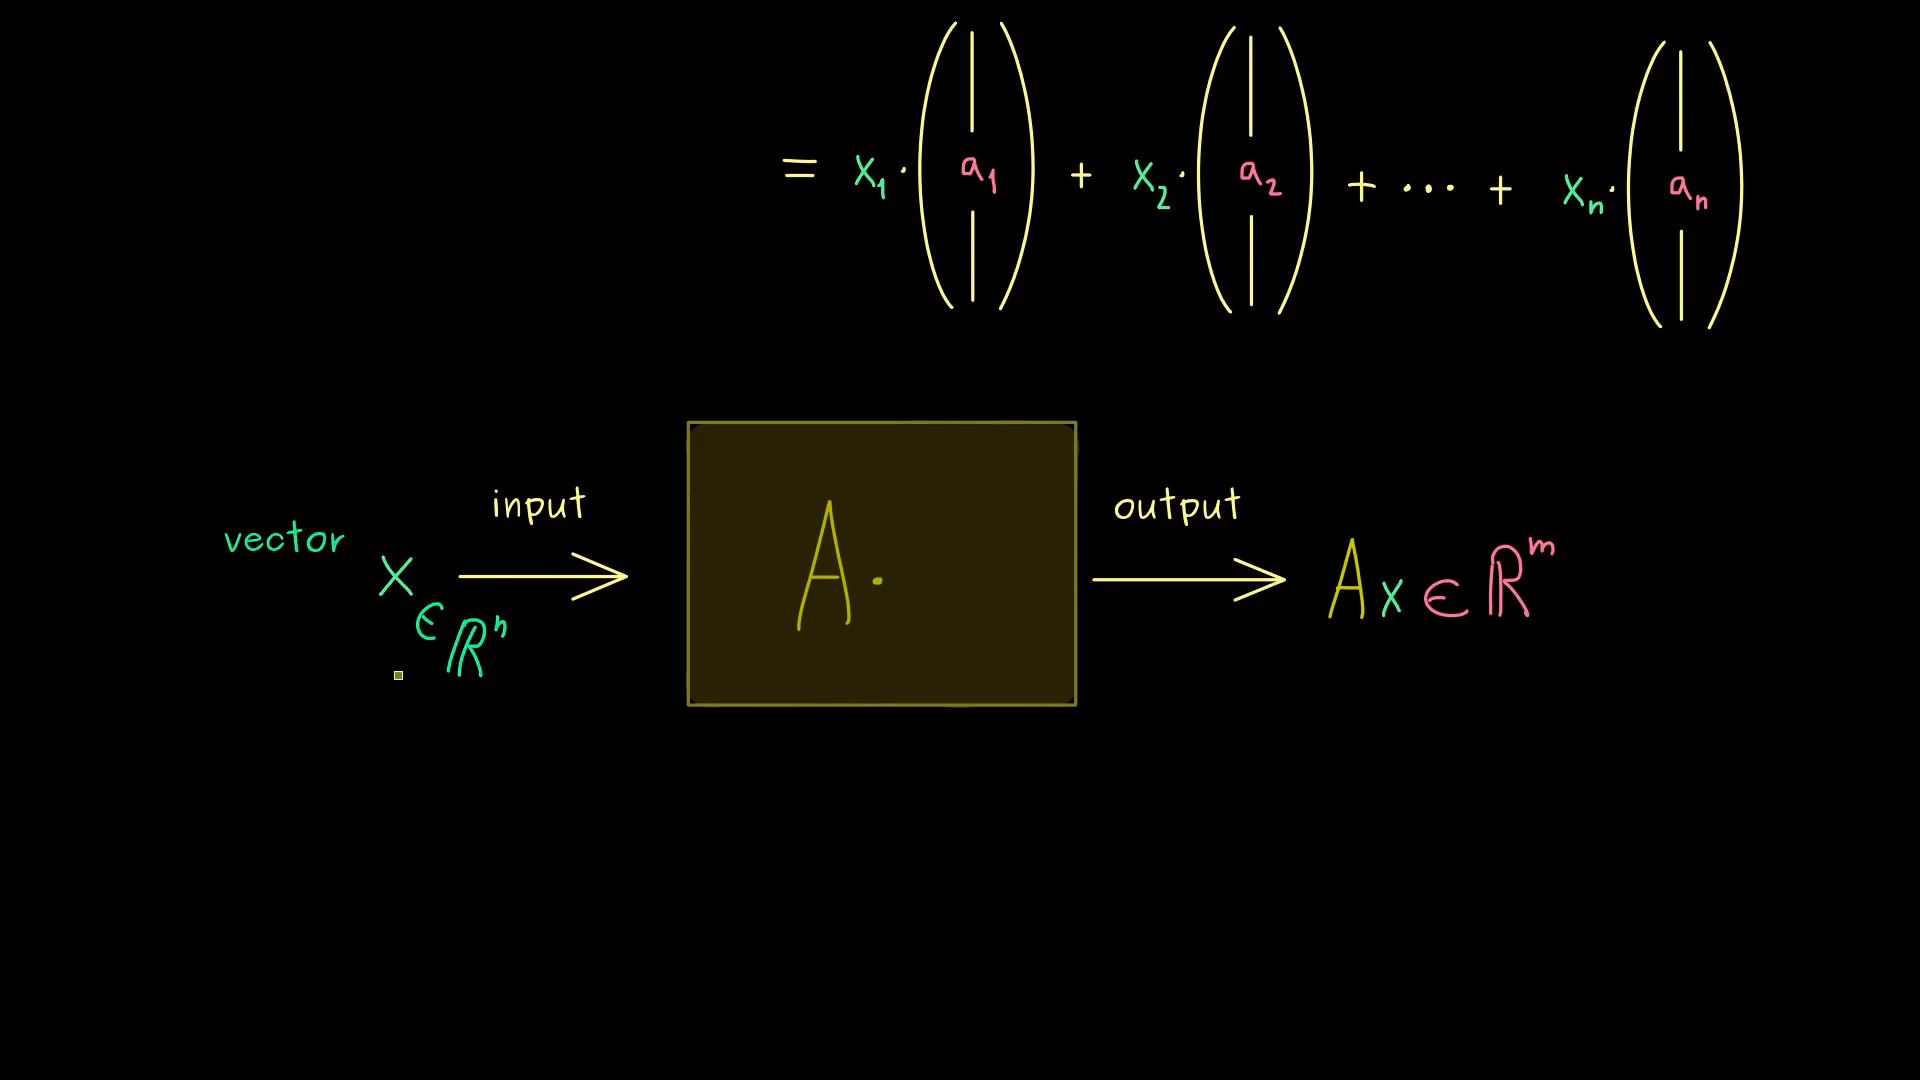 = x₁ · ( | a₁ | ) + x₂ · ( | a₂ | ) + ... + xₙ · ( | aₙ | )
input
output
vector
x ∈ ℝⁿ
A ·
Ax ∈ ℝᵐ